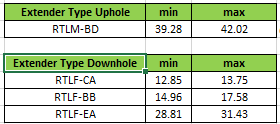 Extender Type Uphole min max
RTLM-BD 39.28 42.02
Extender Type Downhole min max
RTLF-CA 12.85 13.75
RTLF-BB 14.96 17.58
RTLF-EA 28.81 31.43